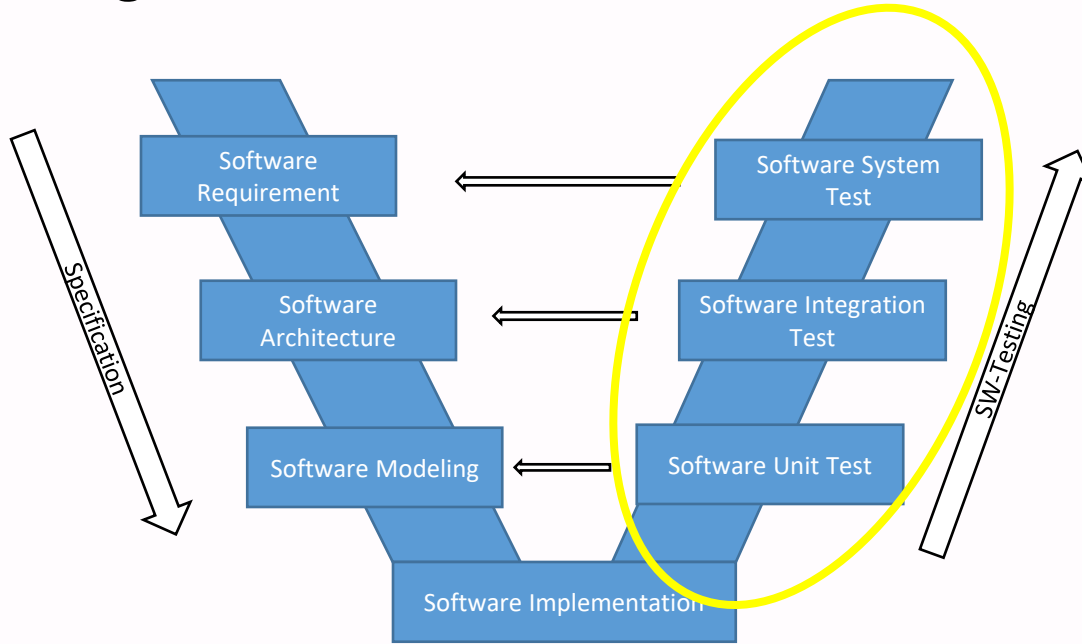 Software
Requirement
Software System
Test
Specification
Software
Architecture
Software Integration
Test
SW-Testing
Software Modeling
Software Unit Test
Software Implementation